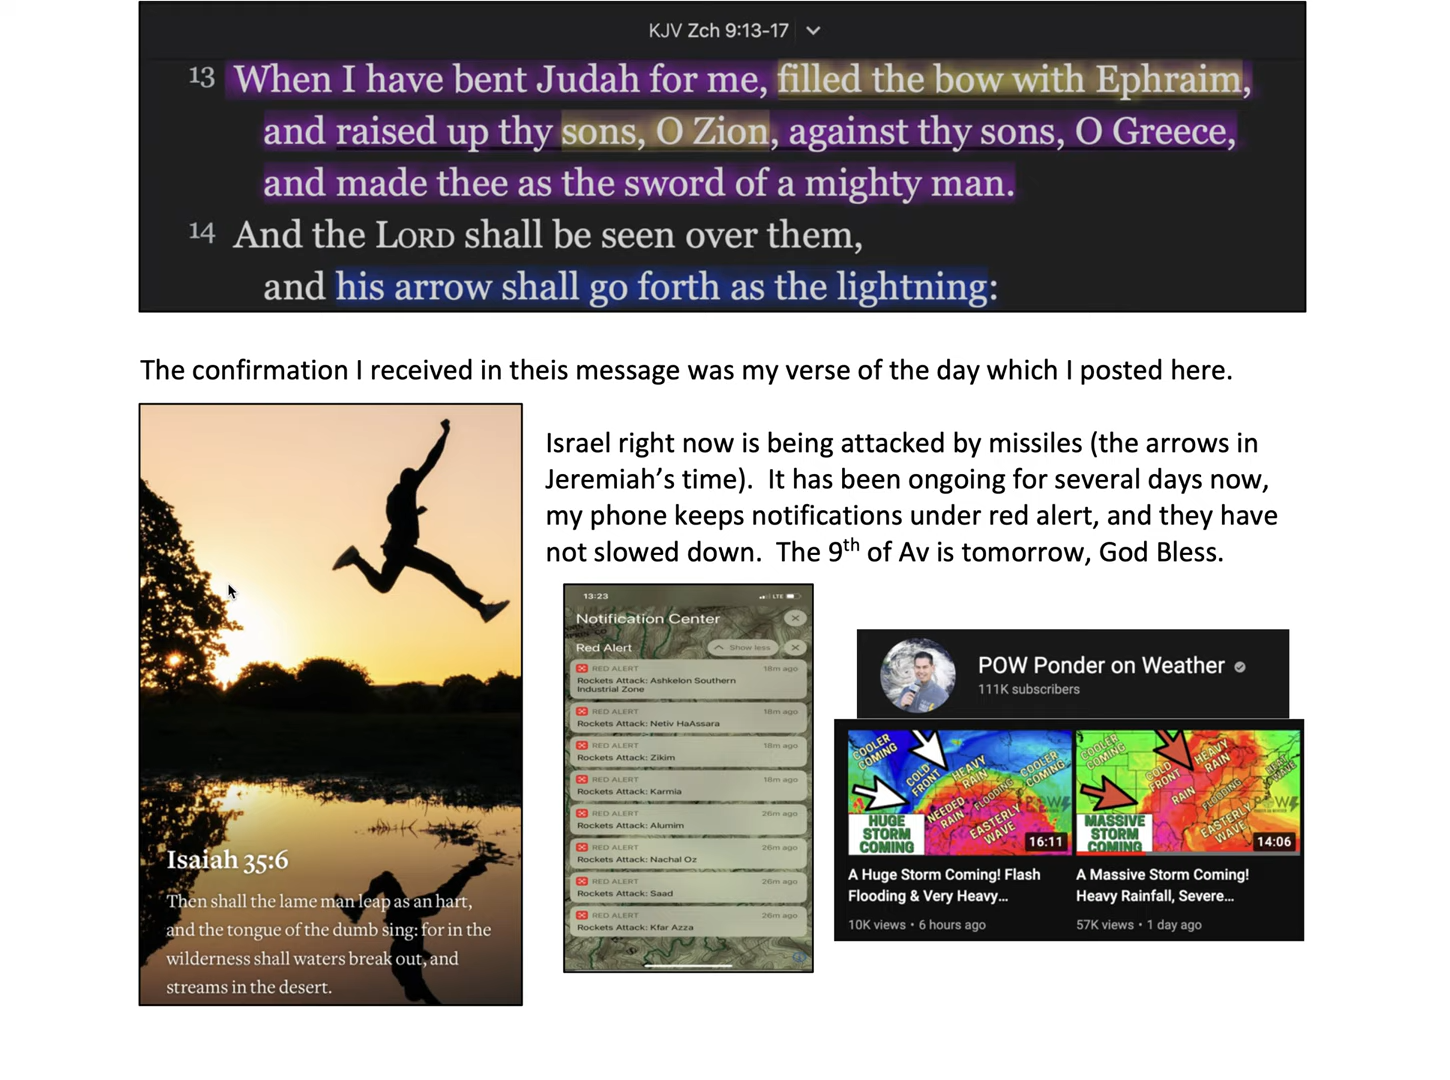 KJV Zch 9:13-17
13 When I have bent Judah for me, filled the bow with Ephraim,
and raised up thy sons, O Zion, against thy sons, O Greece,
and made thee as the sword of a mighty man.
14 And the LORD shall be seen over them,
and his arrow shall go forth as the lightning:
The confirmation I received in theis message was my verse of the day which I posted here.
Israel right now is being attacked by missiles (the arrows in
Jeremiah’s time).  It has been ongoing for several days now,
my phone keeps notifications under red alert, and they have
not slowed down.  The 9th of Av is tomorrow, God Bless.
Isaiah 35:6
Then shall the lame man leap as an hart,
and the tongue of the dumb sing: for in the
wilderness shall waters break out, and
streams in the desert.
13:23
LTE
Notification Center
Red Alert
Show less
RED ALERT 18m ago
Rockets Attack: Ashkelon Southern
Industrial Zone
RED ALERT 18m ago
Rockets Attack: Netiv HaAssara
RED ALERT 18m ago
Rockets Attack: Zikim
RED ALERT 18m ago
Rockets Attack: Karmia
RED ALERT 26m ago
Rockets Attack: Alumim
RED ALERT 26m ago
Rockets Attack: Nachal Oz
RED ALERT 26m ago
Rockets Attack: Saad
RED ALERT 26m ago
Rockets Attack: Kfar Azza
POW Ponder on Weather
111K subscribers
COOLER
COMING
COLD
FRONT
HEAVY
RAIN
COOLER
COMING
NEEDED
RAIN
FLOODING
EASTERLY
WAVE
POW
HUGE
STORM
COMING
16:11
A Huge Storm Coming! Flash
Flooding & Very Heavy…
10K views • 6 hours ago
COOLER
COMING
COLD
FRONT
HEAVY
RAIN
RAIN
FLOODING
EASTERLY
WAVE
POW
MASSIVE
STORM
COMING
14:06
A Massive Storm Coming!
Heavy Rainfall, Severe…
57K views • 1 day ago